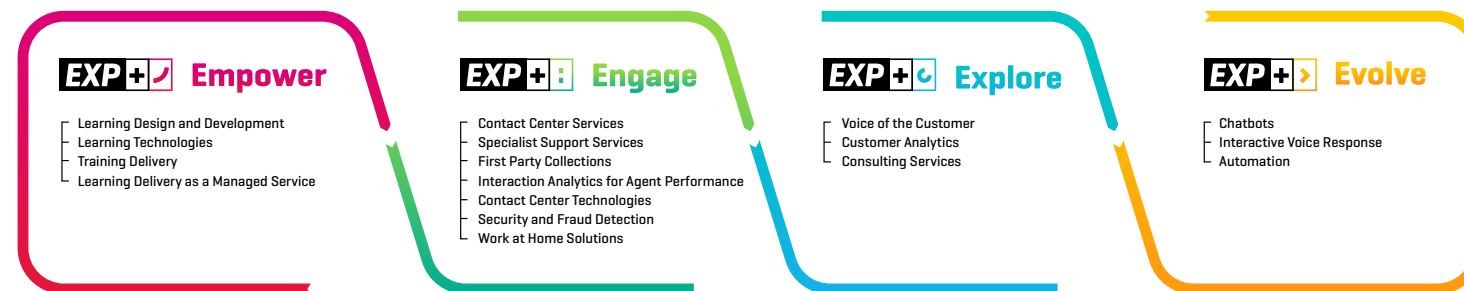 EXP + Empower
Learning Design and Development
Learning Technologies
Training Delivery
Learning Delivery as a Managed Service
EXP + Engage
Contact Center Services
Specialist Support Services
First Party Collections
Interaction Analytics for Agent Performance
Contact Center Technologies
Security and Fraud Detection
Work at Home Solutions
EXP + Explore
Voice of the Customer
Customer Analytics
Consulting Services
EXP + Evolve
Chatbots
Interactive Voice Response
Automation